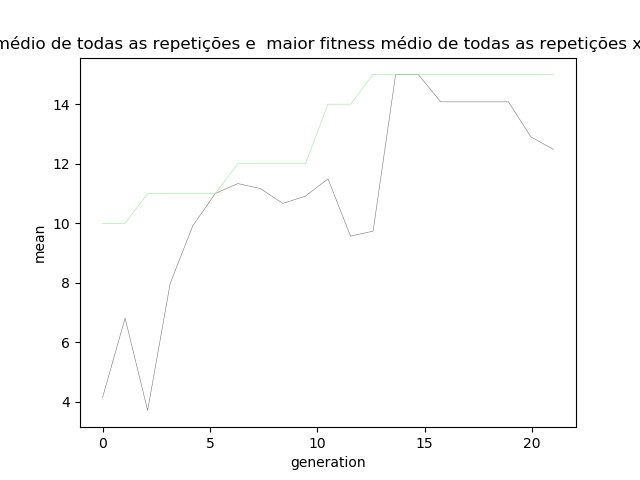 médio de todas as repetições e  maior fitness médio de todas as repetições x
14
12
10
8
6
4
mean
0 5 10 15 20
generation